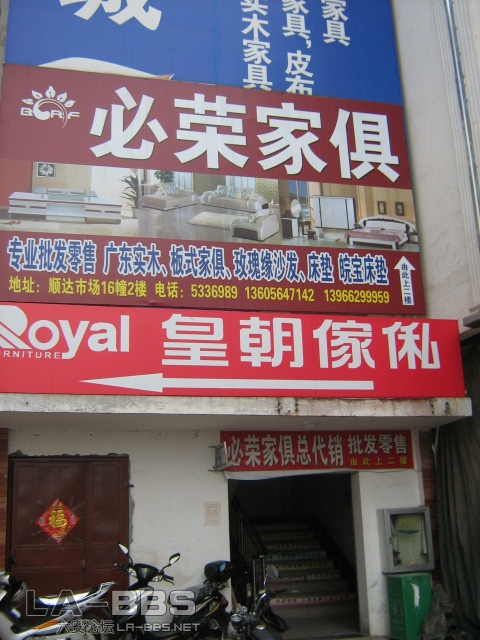 城
家具
家具,皮布
实木家具
BORF
必荣家俱
专业批发零售 广东实木、板式家俱、玫瑰缘沙发、床垫 皖宝床垫
地址：顺达市场16幢2楼 电话：5336989 13605647142 13966299959
由此上二楼
Royal
FURNITURE
皇朝傢俬
必荣家俱总代销 批发零售
由此上二楼
福
LA-BBS
六安论坛LA-BBS.NET